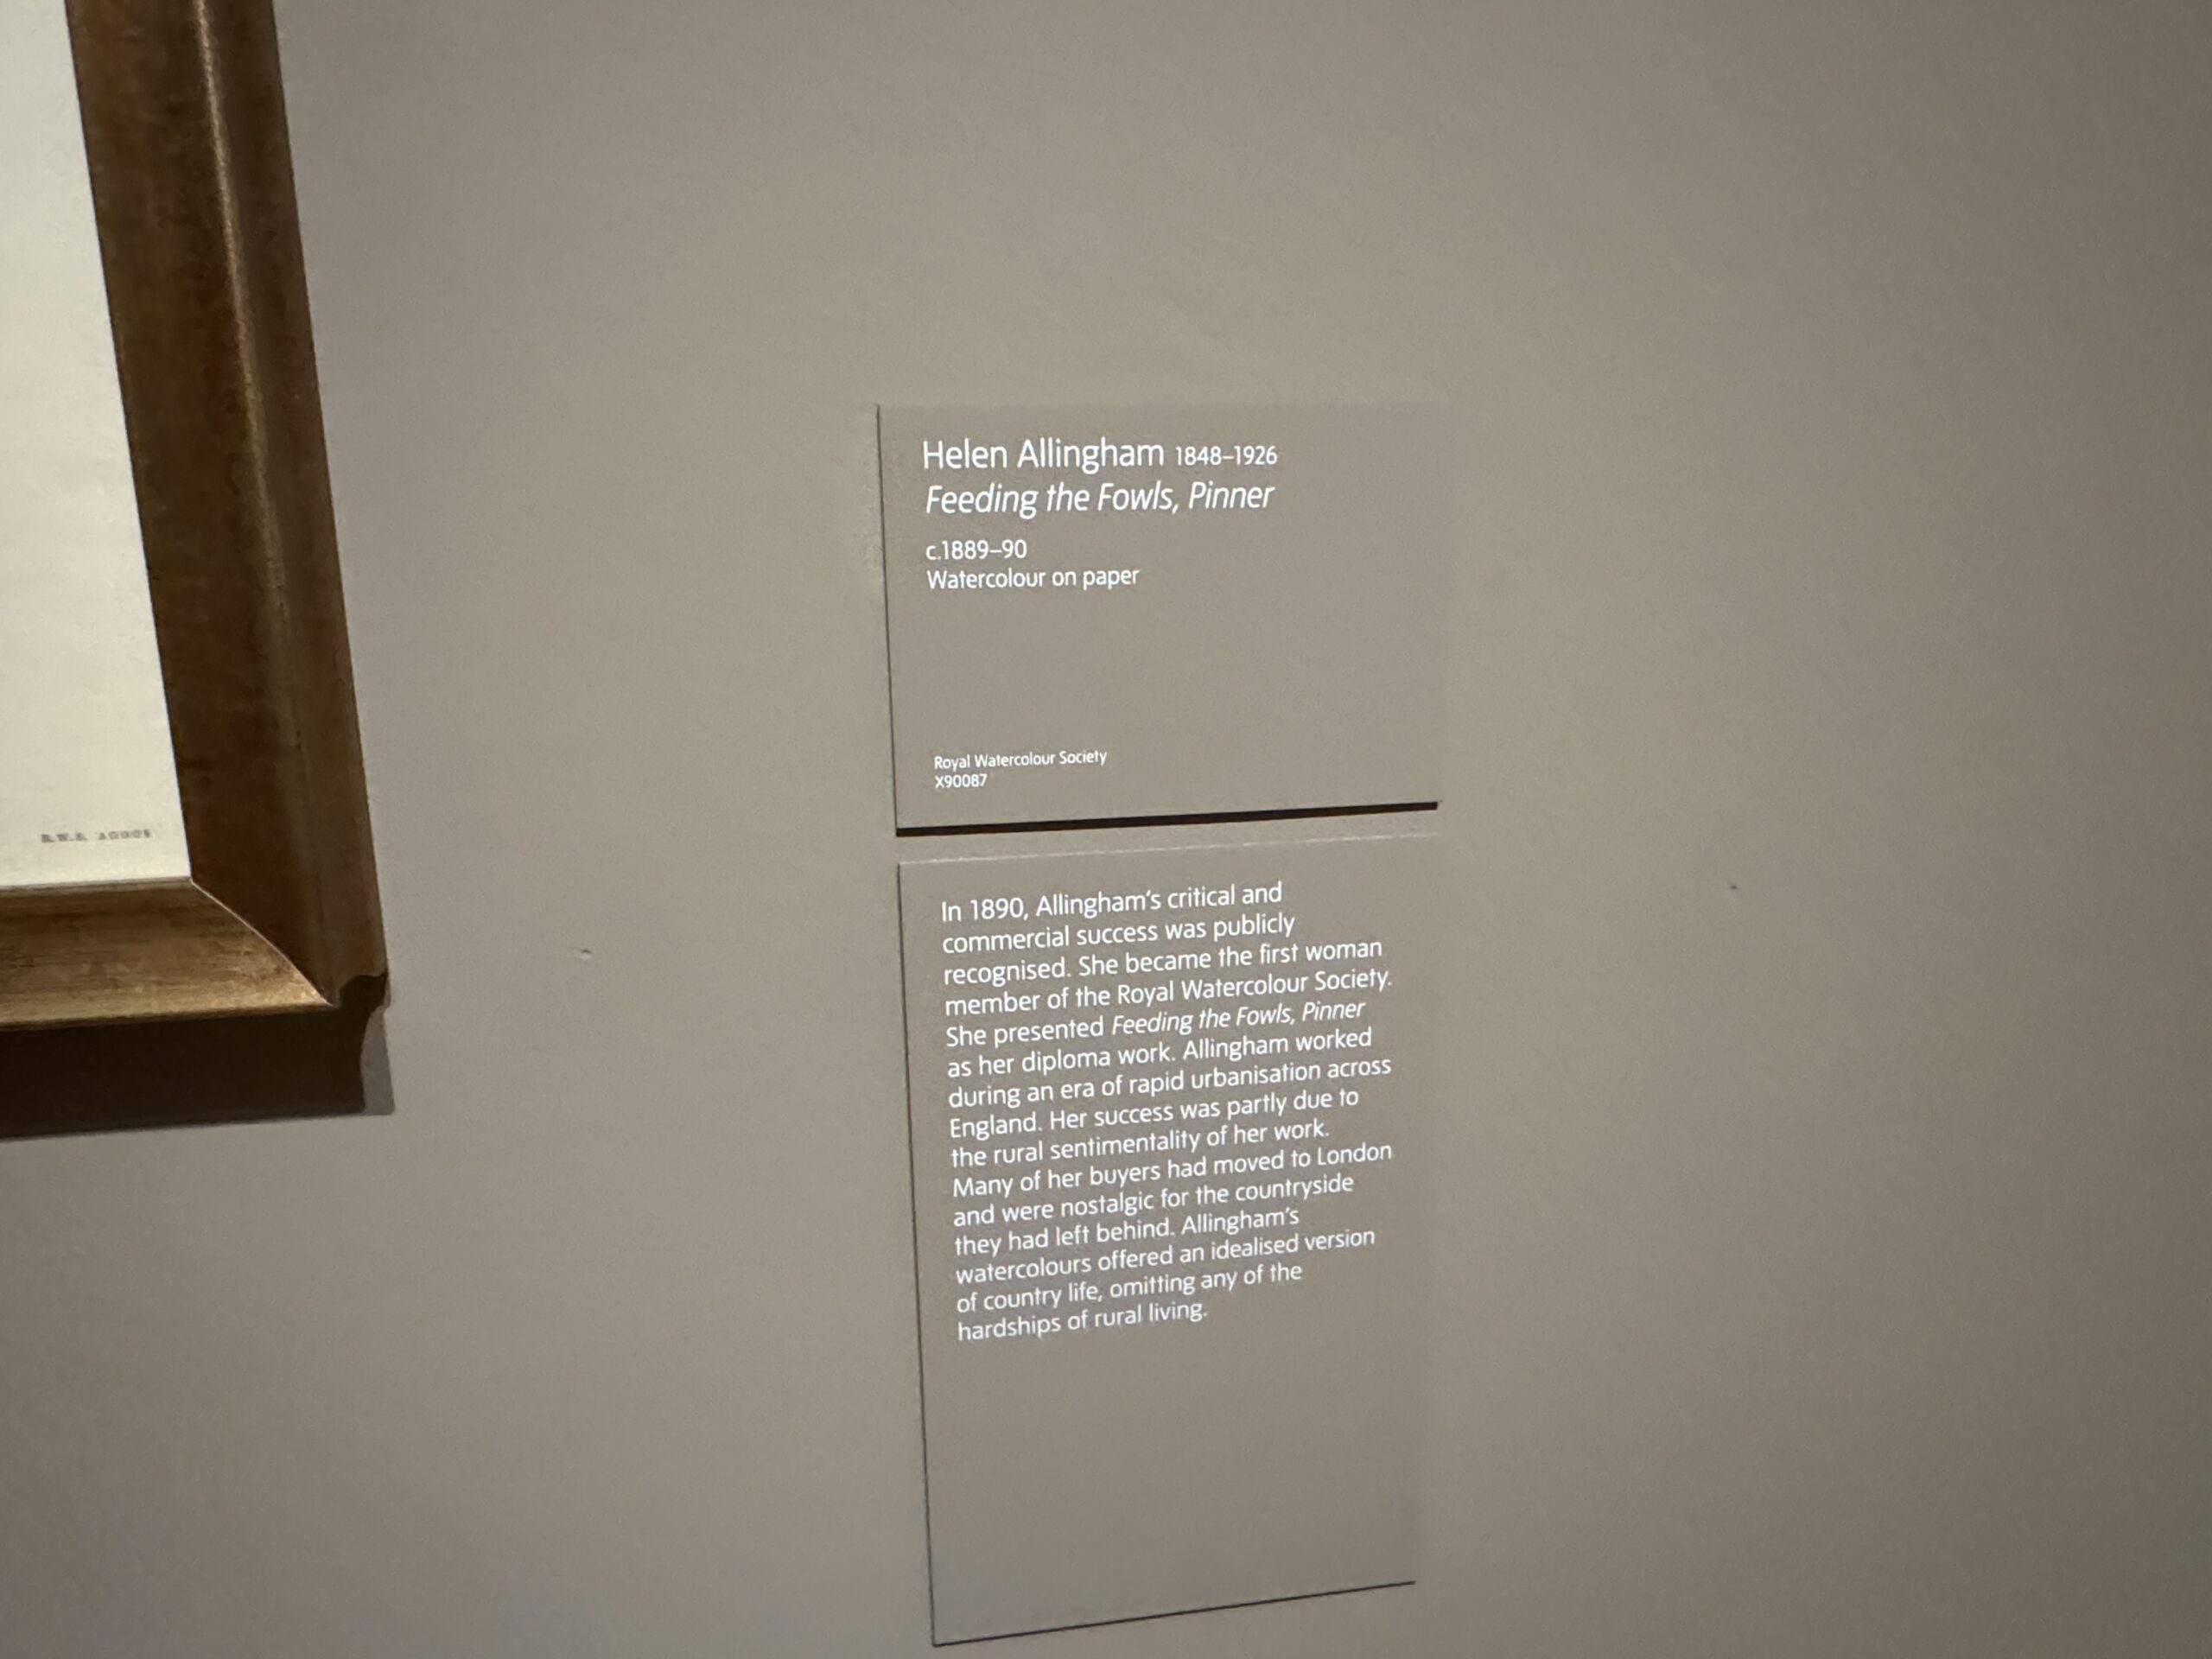 Helen Allingham 1848–1926
Feeding the Fowls, Pinner
c.1889–90
Watercolour on paper
Royal Watercolour Society
X90087
In 1890, Allingham's critical and
commercial success was publicly
recognised. She became the first woman
member of the Royal Watercolour Society.
She presented Feeding the Fowls, Pinner
as her diploma work. Allingham worked
during an era of rapid urbanisation across
England. Her success was partly due to
the rural sentimentality of her work.
Many of her buyers had moved to London
and were nostalgic for the countryside
they had left behind. Allingham's
watercolours offered an idealised version
of country life, omitting any of the
hardships of rural living.
R.W.S.